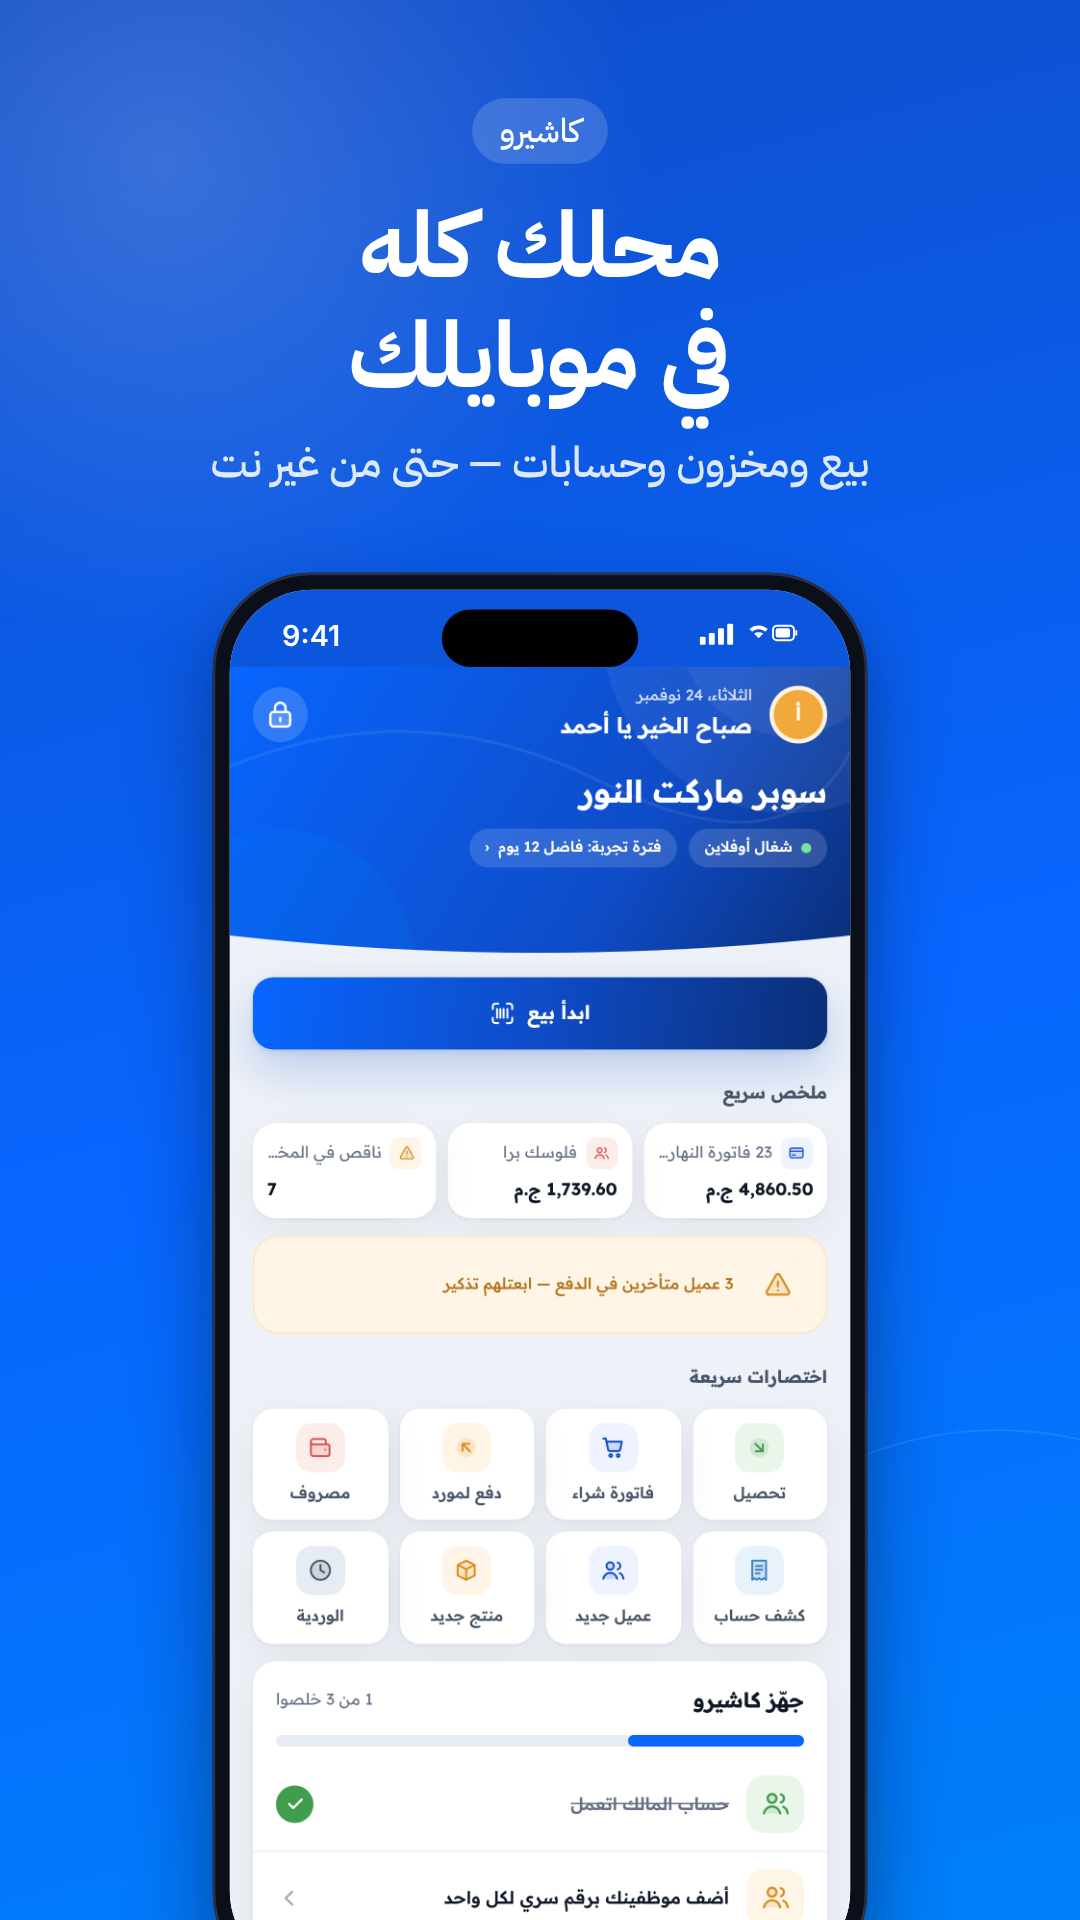 كاشيرو
محلك كله
في موبايلك
بيع ومخزون وحسابات — حتى من غير نت
9:41
الثلاثاء، 24 نوفمبر
أ
صباح الخير يا أحمد
سوبر ماركت النور
شغال أوفلاين
فترة تجربة: فاضل 12 يوم ›
ابدأ بيع
ملخص سريع
23 فاتورة النهار...
4,860.50 ج.م
فلوسك برا
1,739.60 ج.م
ناقص في المخ...
7
3 عميل متأخرين في الدفع — ابعتلهم تذكير
اختصارات سريعة
تحصيل
فاتورة شراء
دفع لمورد
مصروف
كشف حساب
عميل جديد
منتج جديد
الوردية
جهّز كاشيرو
1 من 3 خلصوا
حساب المالك اتعمل
أضف موظفينك برقم سري لكل واحد